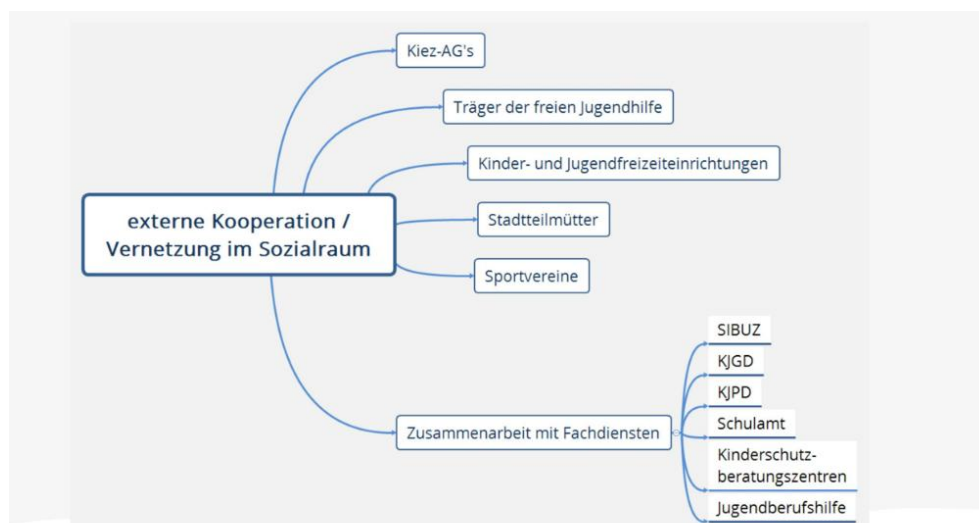 Kiez-AG's
Träger der freien Jugendhilfe
Kinder- und Jugendfreizeiteinrichtungen
externe Kooperation /
Vernetzung im Sozialraum
Stadtteilmütter
Sportvereine
Zusammenarbeit mit Fachdiensten
SIBUZ
KJGD
KJPD
Schulamt
Kinderschutz-
beratungszentren
Jugendberufshilfe